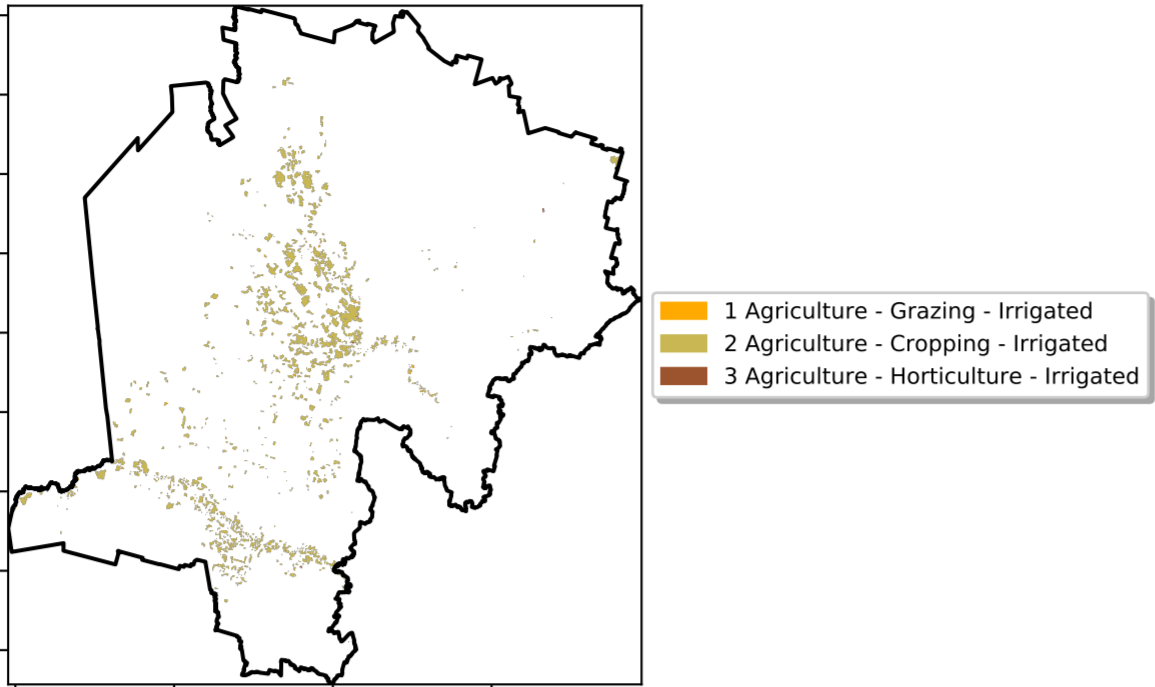 1 Agriculture - Grazing - Irrigated
2 Agriculture - Cropping - Irrigated
3 Agriculture - Horticulture - Irrigated